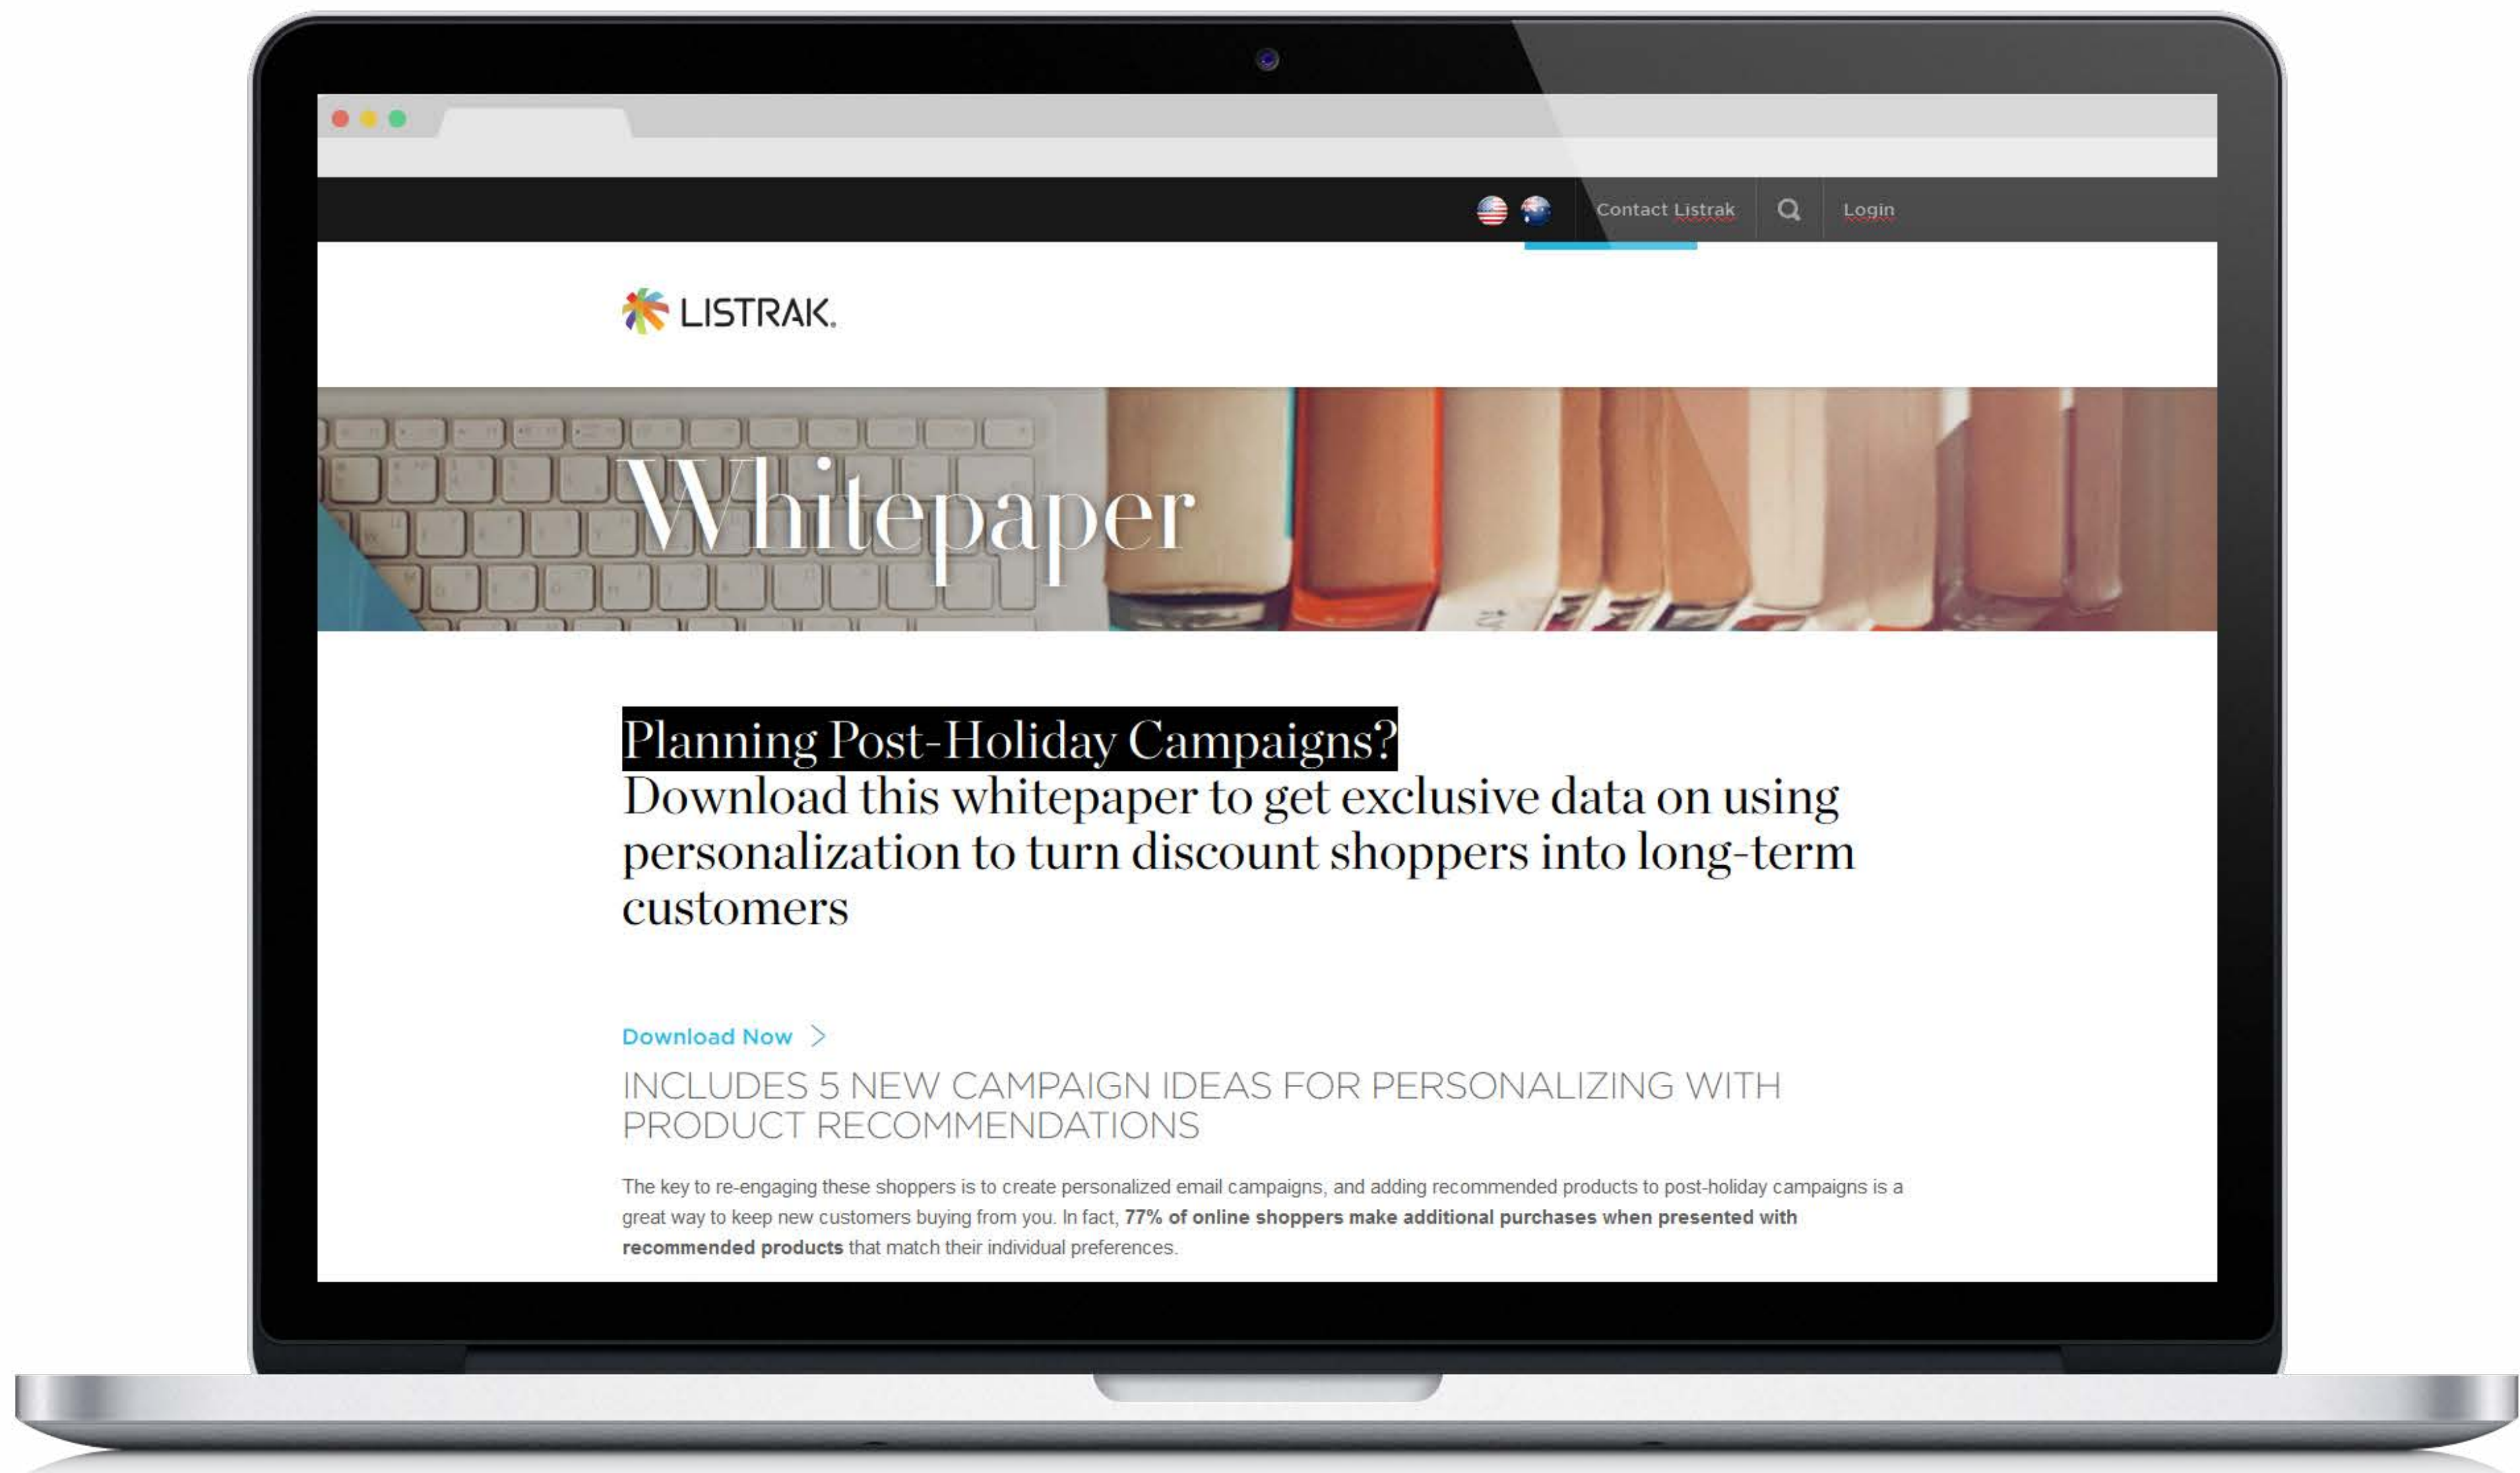 Contact Listrak
Login
LISTRAK
Whitepaper
Planning Post-Holiday Campaigns?
Download this whitepaper to get exclusive data on using
personalization to turn discount shoppers into long-term
customers
Download Now >
INCLUDES 5 NEW CAMPAIGN IDEAS FOR PERSONALIZING WITH
PRODUCT RECOMMENDATIONS
The key to re-engaging these shoppers is to create personalized email campaigns, and adding recommended products to post-holiday campaigns is a
great way to keep new customers buying from you. In fact, 77% of online shoppers make additional purchases when presented with
recommended products that match their individual preferences.